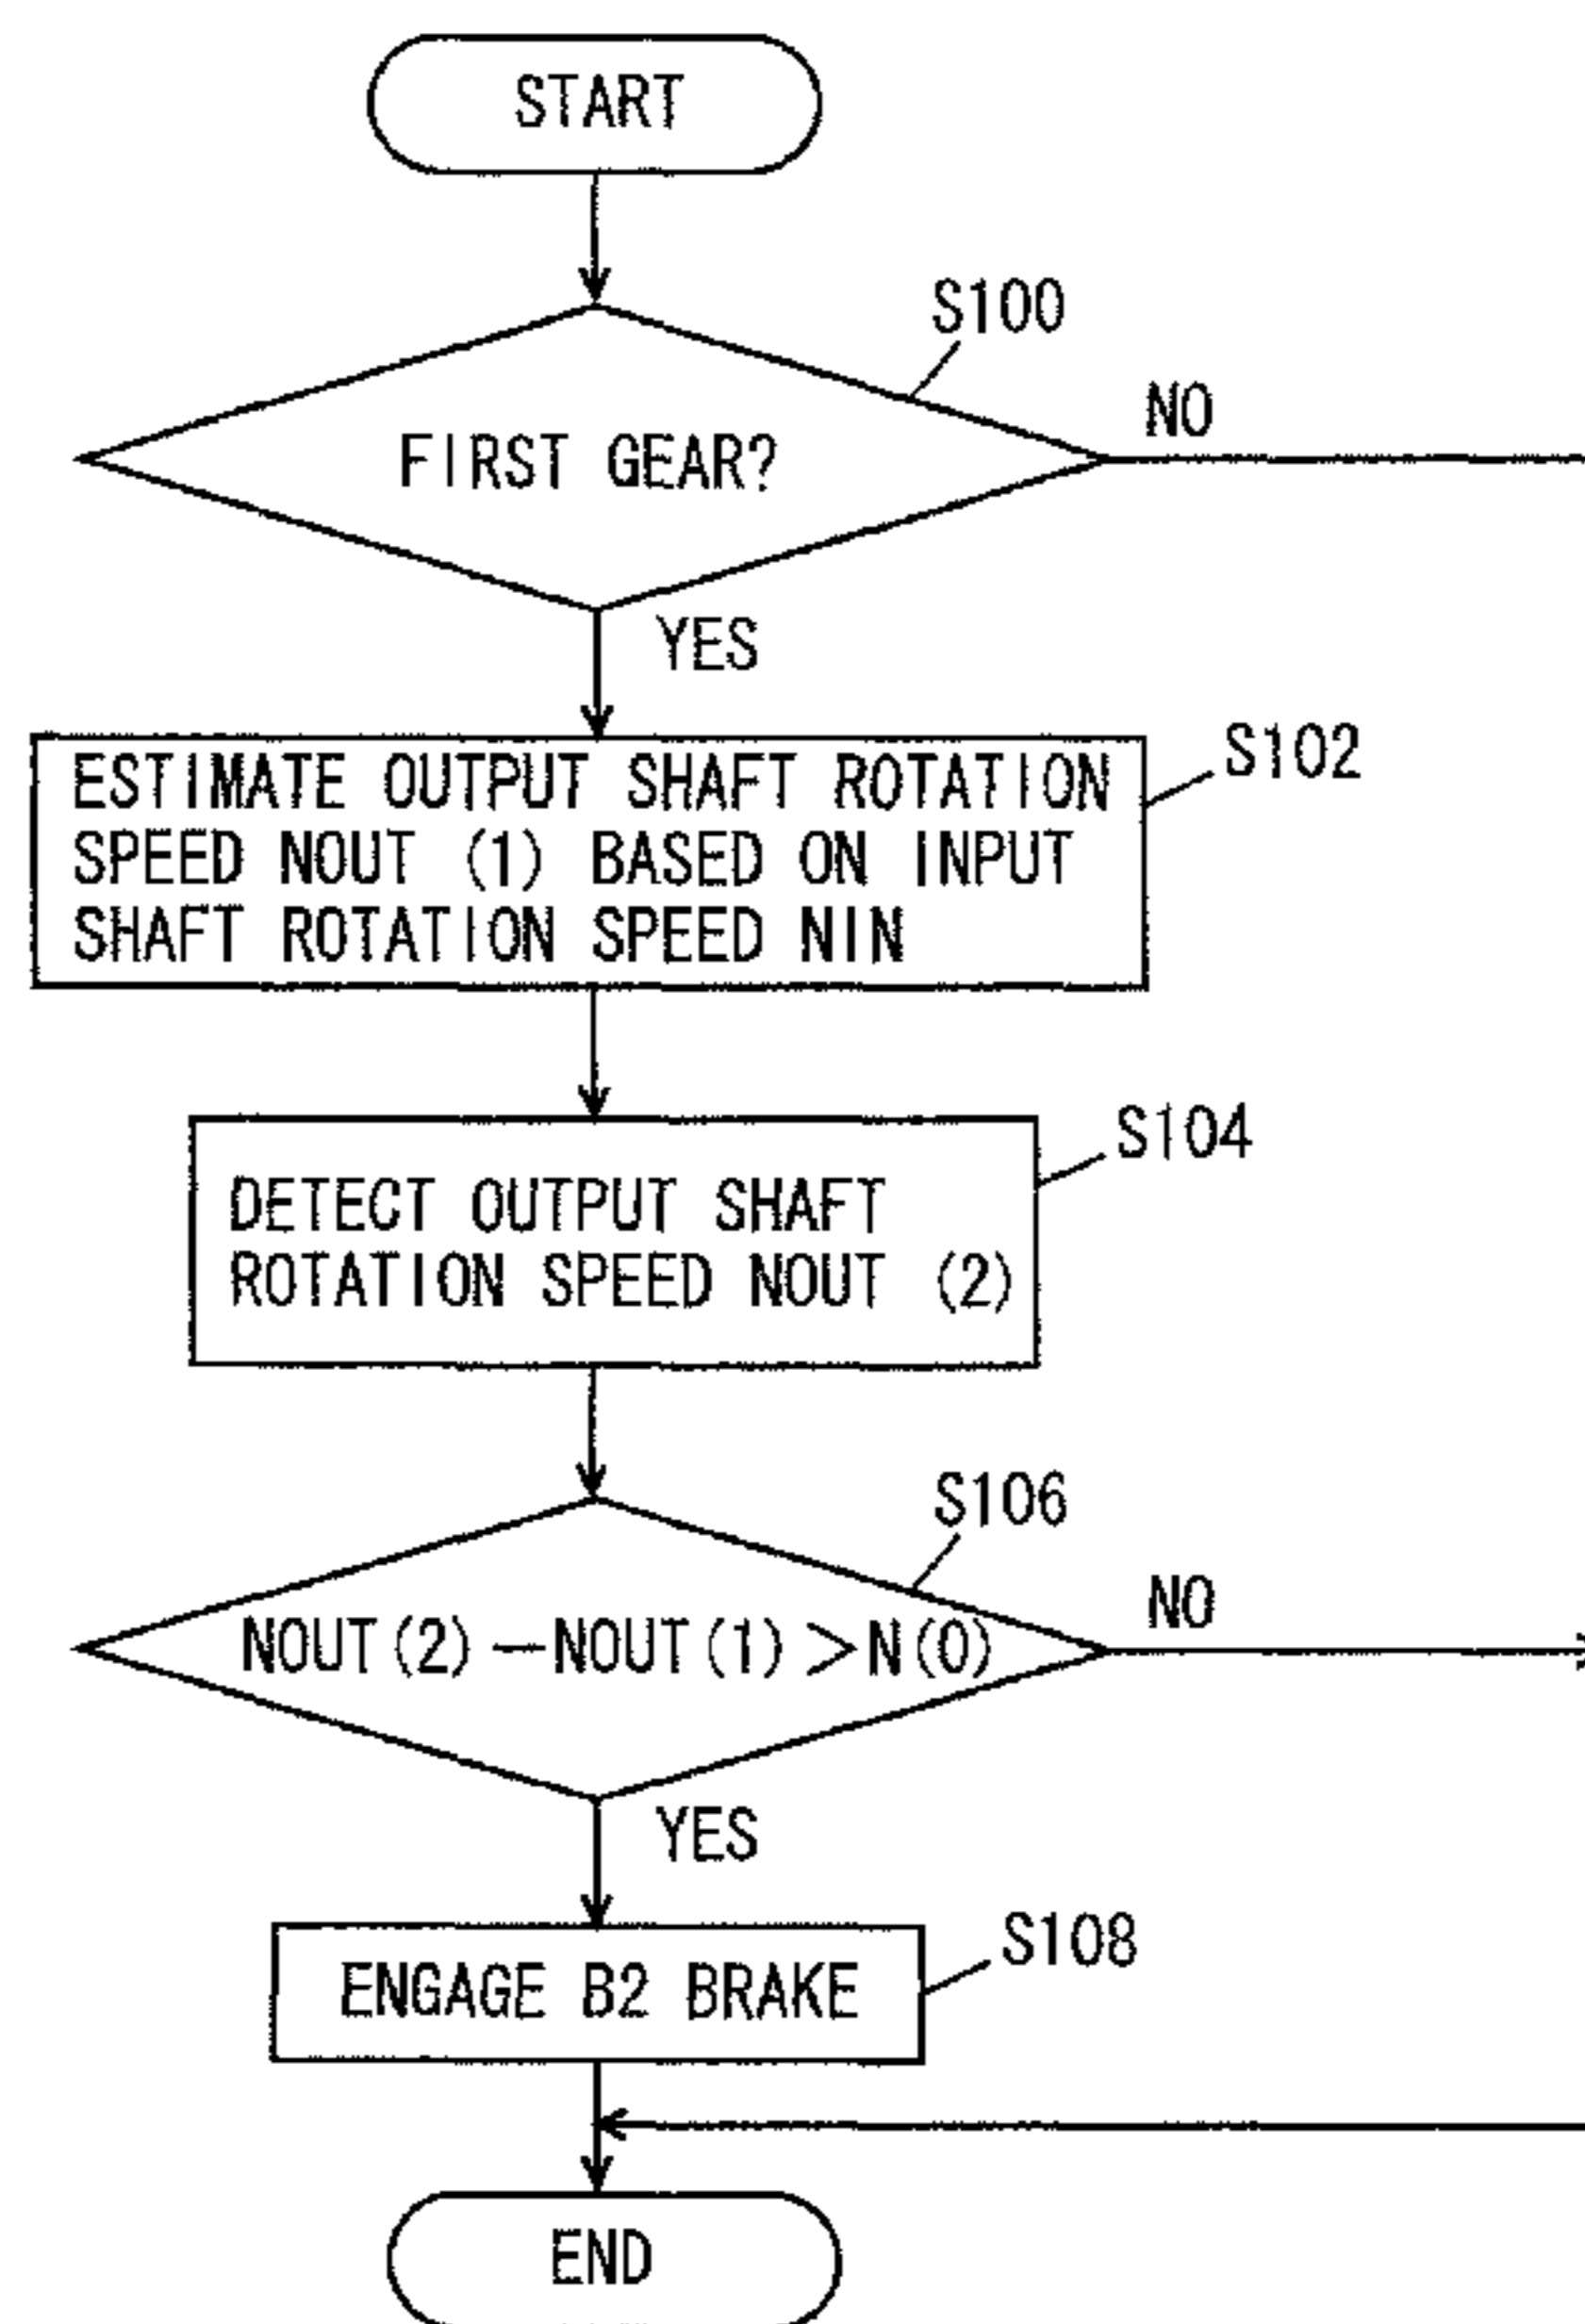 START
S100
NO
FIRST GEAR?
YES
S102
ESTIMATE OUTPUT SHAFT ROTATION
SPEED NOUT (1) BASED ON INPUT
SHAFT ROTATION SPEED NIN
S104
DETECT OUTPUT SHAFT
ROTATION SPEED NOUT (2)
S106
NO
NOUT(2)—NOUT(1)>N(0)
YES
S108
ENGAGE B2 BRAKE
END